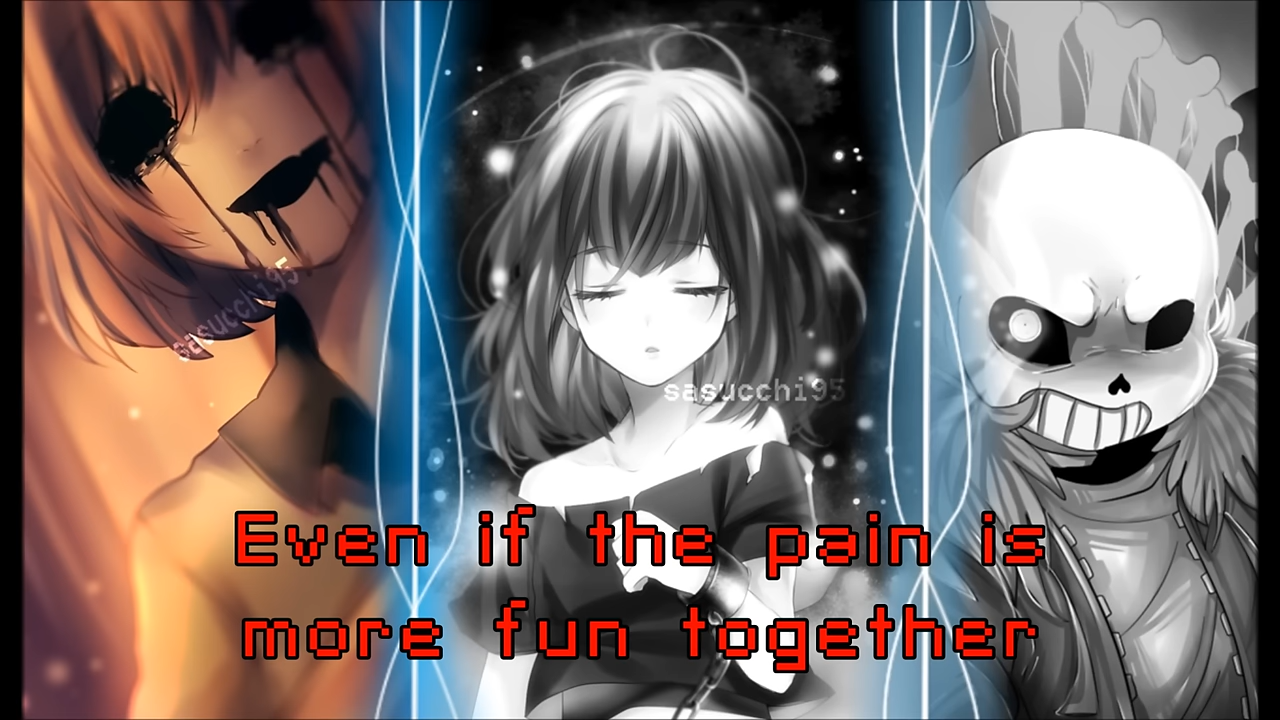 sasucchi95
sasucchi95
Even if the pain is
more fun together